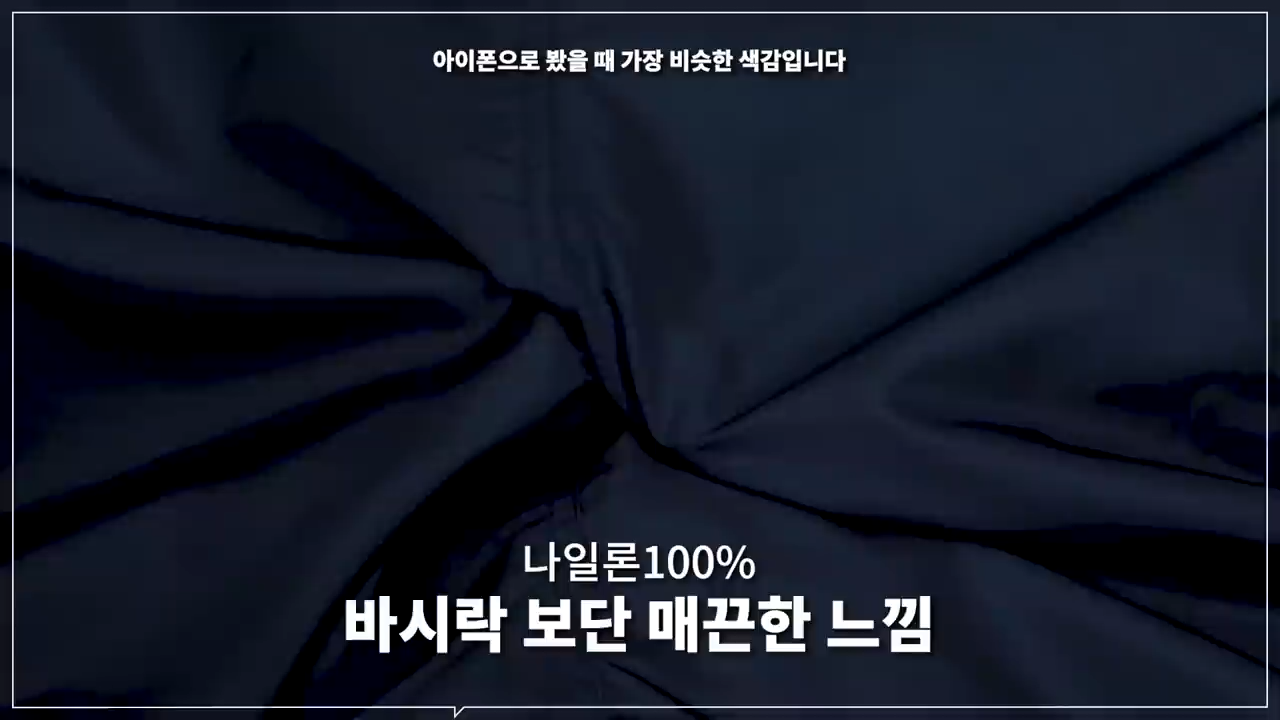 아이폰으로 봤을 때 가장 비슷한 색감입니다
나일론100%
바시락 보단 매끈한 느낌